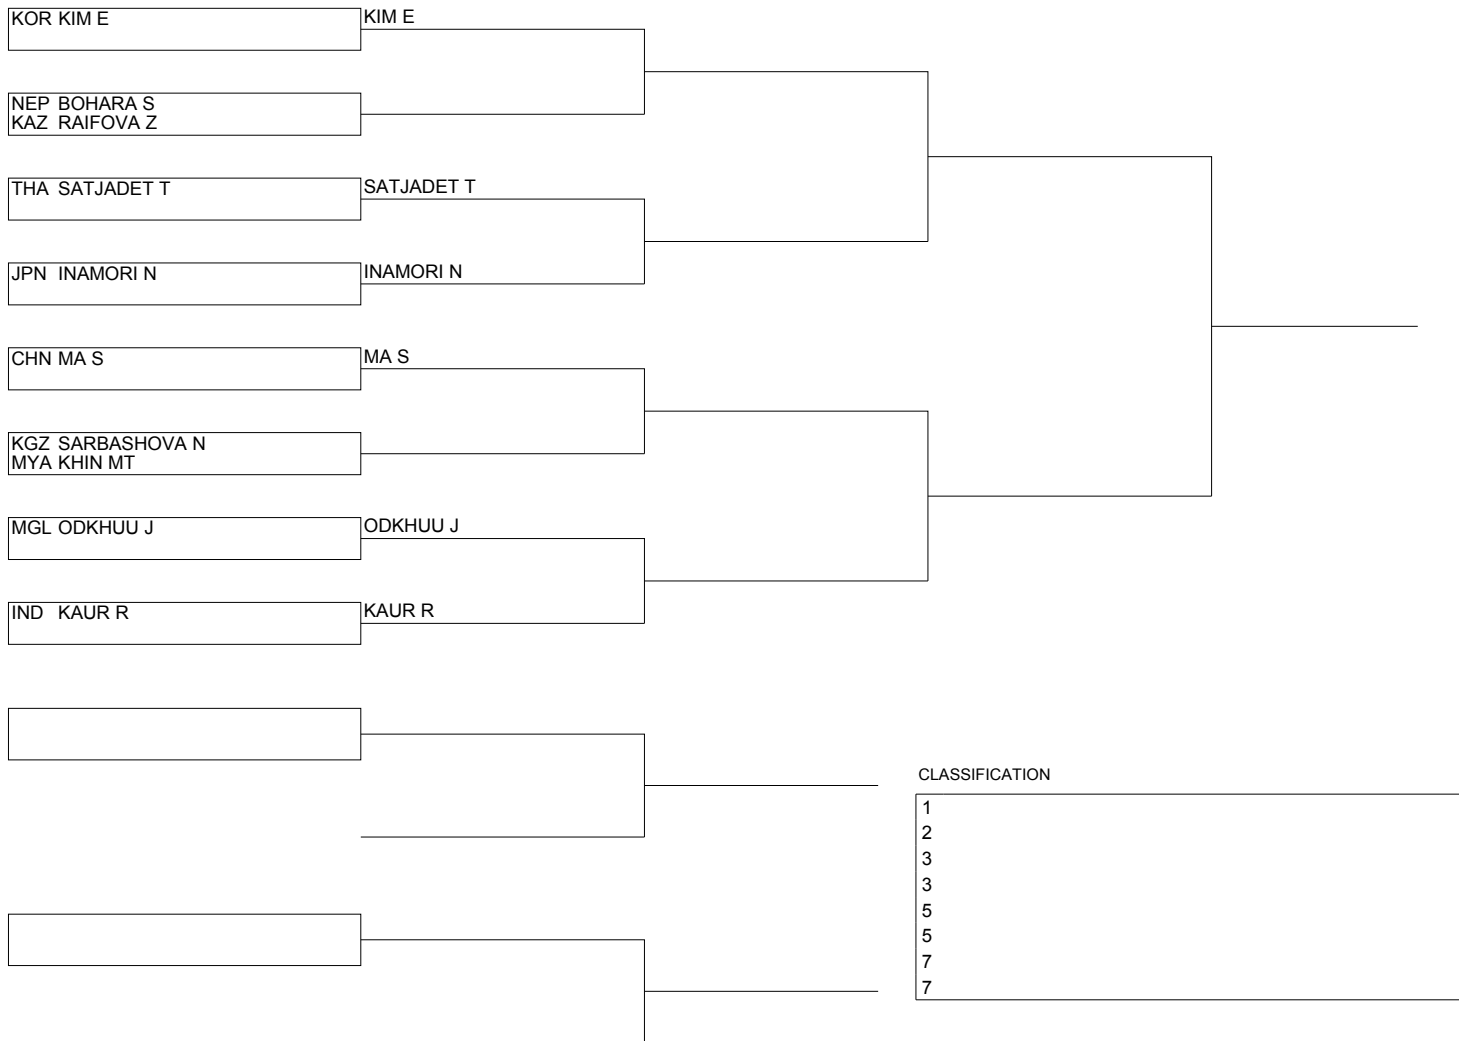 KOR KIM E
KIM E
NEP BOHARA S
KAZ RAIFOVA Z
THA SATJADET T
SATJADET T
JPN INAMORI N
INAMORI N
CHN MA S
MA S
KGZ SARBASHOVA N
MYA KHIN MT
MGL ODKHUU J
ODKHUU J
IND KAUR R
KAUR R
CLASSIFICATION
1
2
3
3
5
5
7
7